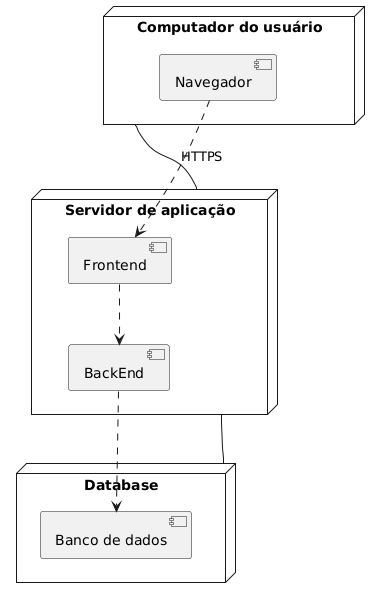 Computador do usuário
Navegador
HTTPS
Servidor de aplicação
Frontend
BackEnd
Database
Banco de dados